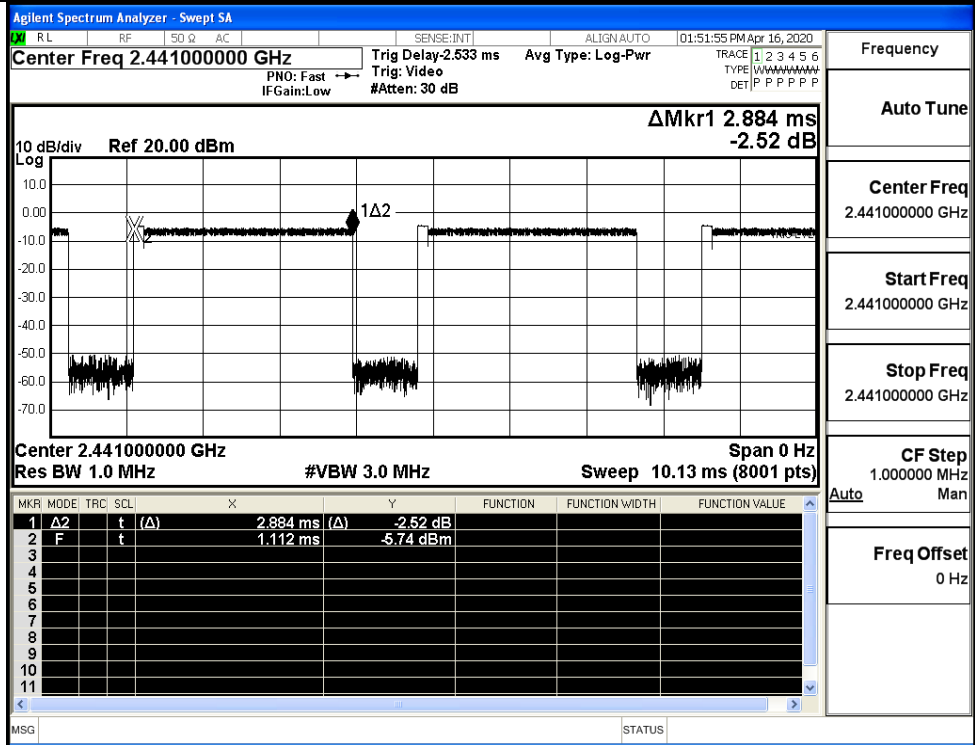 Agilent Spectrum Analyzer - Swept SA
LXI RL RF 50 Ω AC SENSE:INT ALIGN AUTO 01:51:55 PM Apr 16, 2020
Center Freq 2.441000000 GHz
Trig Delay-2.533 ms Avg Type: Log-Pwr TRACE 1 2 3 4 5 6
PNO: Fast Trig: Video TYPE WWWWWW
IFGain:Low #Atten: 30 dB DET P P P P P P
ΔMkr1 2.884 ms
-2.52 dB
10 dB/div Ref 20.00 dBm
Log
10.0
0.00
1Δ2
2
-10.0
-20.0
-30.0
-40.0
-50.0
-60.0
-70.0
Center 2.441000000 GHz Span 0 Hz
Res BW 1.0 MHz #VBW 3.0 MHz Sweep 10.13 ms (8001 pts)
MKR MODE TRC SCL X Y FUNCTION FUNCTION WIDTH FUNCTION VALUE
1 Δ2 t (Δ) 2.884 ms (Δ) -2.52 dB
2 F t 1.112 ms -5.74 dBm
3
4
5
6
7
8
9
10
11
MSG STATUS
Frequency
Auto Tune
Center Freq
2.441000000 GHz
Start Freq
2.441000000 GHz
Stop Freq
2.441000000 GHz
CF Step
1.000000 MHz
Auto Man
Freq Offset
0 Hz